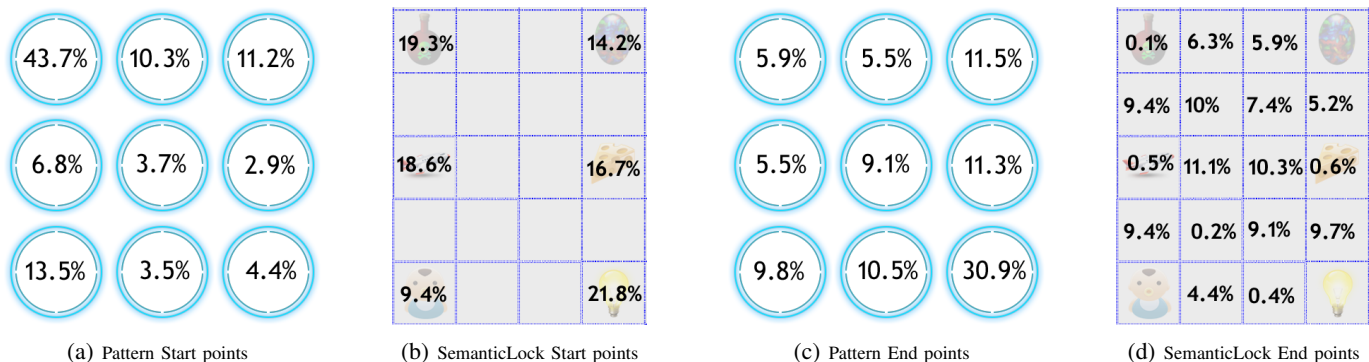 43.7% 10.3% 11.2%
6.8% 3.7% 2.9%
13.5% 3.5% 4.4%
(a) Pattern Start points
19.3% 14.2%
18.6% 16.7%
9.4% 21.8%
(b) SemanticLock Start points
5.9% 5.5% 11.5%
5.5% 9.1% 11.3%
9.8% 10.5% 30.9%
(c) Pattern End points
0.1% 6.3% 5.9%
9.4% 10% 7.4% 5.2%
0.5% 11.1% 10.3% 0.6%
9.4% 0.2% 9.1% 9.7%
4.4% 0.4%
(d) SemanticLock End points